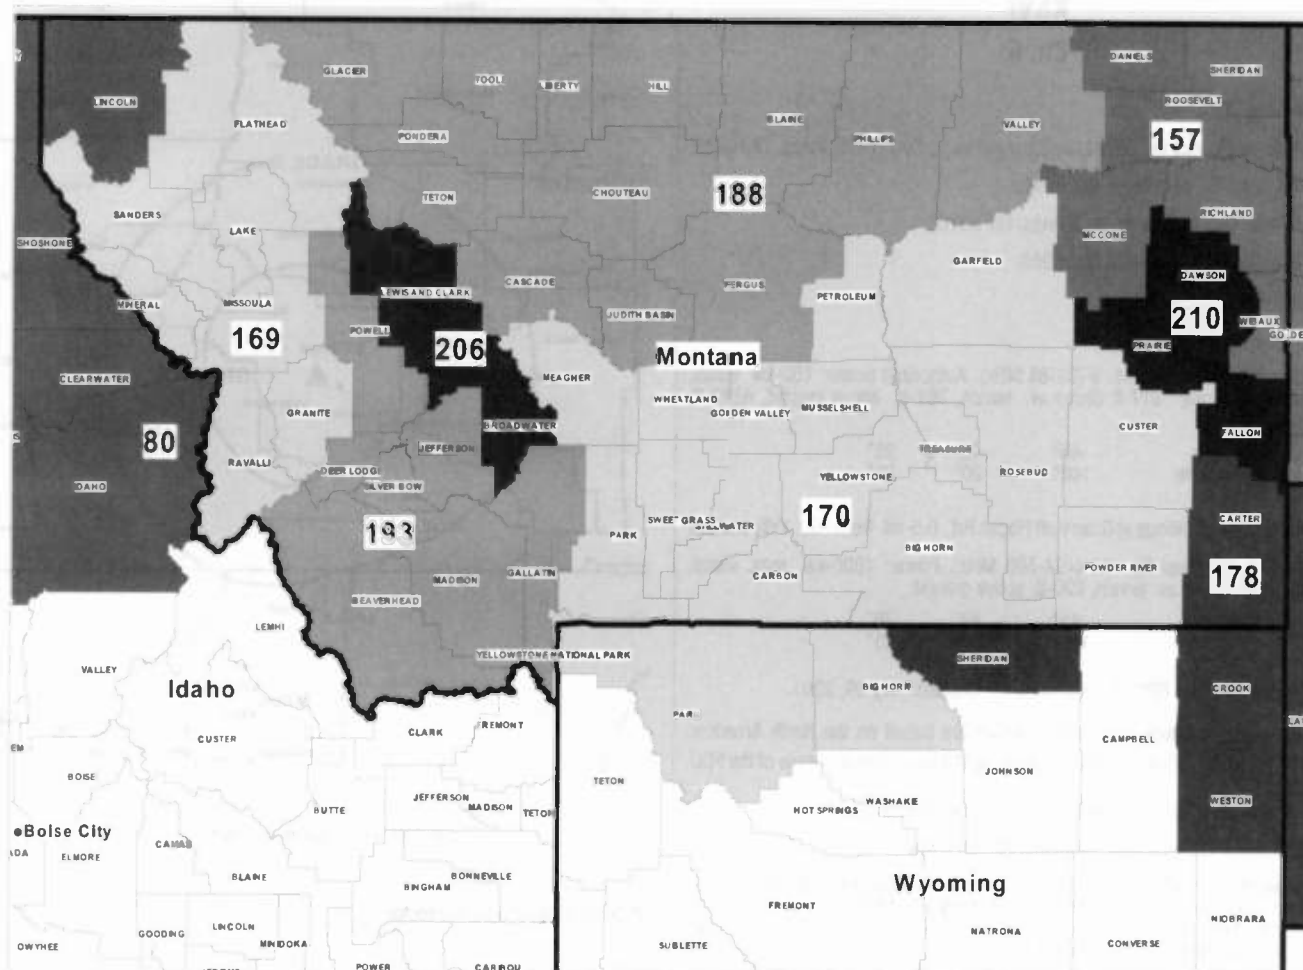 GLACIER
TOOLE
LIBERTY
HILL
DANIELS
SHERIDAN
LINCOLN
ROOSEVELT
FLATHEAD
PONDERA
BLAINE
PHILLIPS
VALLEY
157
TETON
CHOUTEAU
188
SANDERS
LAKE
RICHLAND
SHOSHONE
MCCONE
GARFIELD
DAWSON
MINERAL
MISSOULA
LEWIS AND CLARK
CASCADE
FERGUS
PETROLEUM
JUDITH BASIN
210
WIBAUX
169
POWELL
206
PRAIRIE
Montana
CLEARWATER
MEAGHER
WHEATLAND
GOLDEN VALLEY
MUSSELSHELL
GRANITE
BROADWATER
CUSTER
FALLON
80
JEFFERSON
TREASURE
RAVALLI
DEER LODGE
ROSEBUD
YELLOWSTONE
IDAHO
SILVER BOW
193
SWEET GRASS
170
CARTER
PARK
BIG HORN
GALLATIN
CARBON
POWDER RIVER
178
MADISON
BEAVERHEAD
LEMHI
YELLOWSTONE NATIONAL PARK
SHERIDAN
VALLEY
Idaho
BIG HORN
CROOK
PARK
CLARK
FREMONT
CUSTER
CAMPBELL
BOISE
TETON
JOHNSON
JEFFERSON
MADISON
TETON
BUTTE
HOT SPRINGS
WASHAKIE
WESTON
Boise City
CAMAS
ELMORE
BLAINE
BONNEVILLE
BINGHAM
Wyoming
FREMONT
LINCOLN
GOODING
MINIDOKA
NIOBRARA
NATRONA
OWYHEE
SUBLETTE
CONVERSE
POWER
CARIBOU